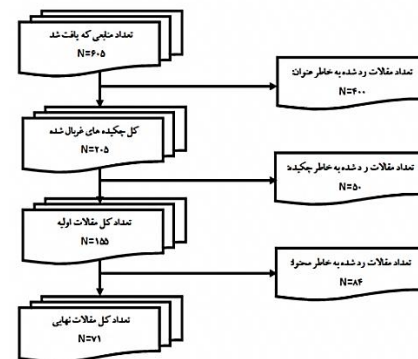 تعداد منابعی که یافت شد
N=۶۰۵
تعداد مقالات رد شده به خاطر عنوان:
N=۴۰۰
کل چکیده های غربال شده
N=۲۰۵
تعداد مقالات رد شده به خاطر چکیده:
N=۵۰
تعداد کل مقالات اولیه
N=۱۵۵
تعداد مقالات رد شده به خاطر محتوا:
N=۸۴
تعداد کل مقالات نهایی
N=۷۱